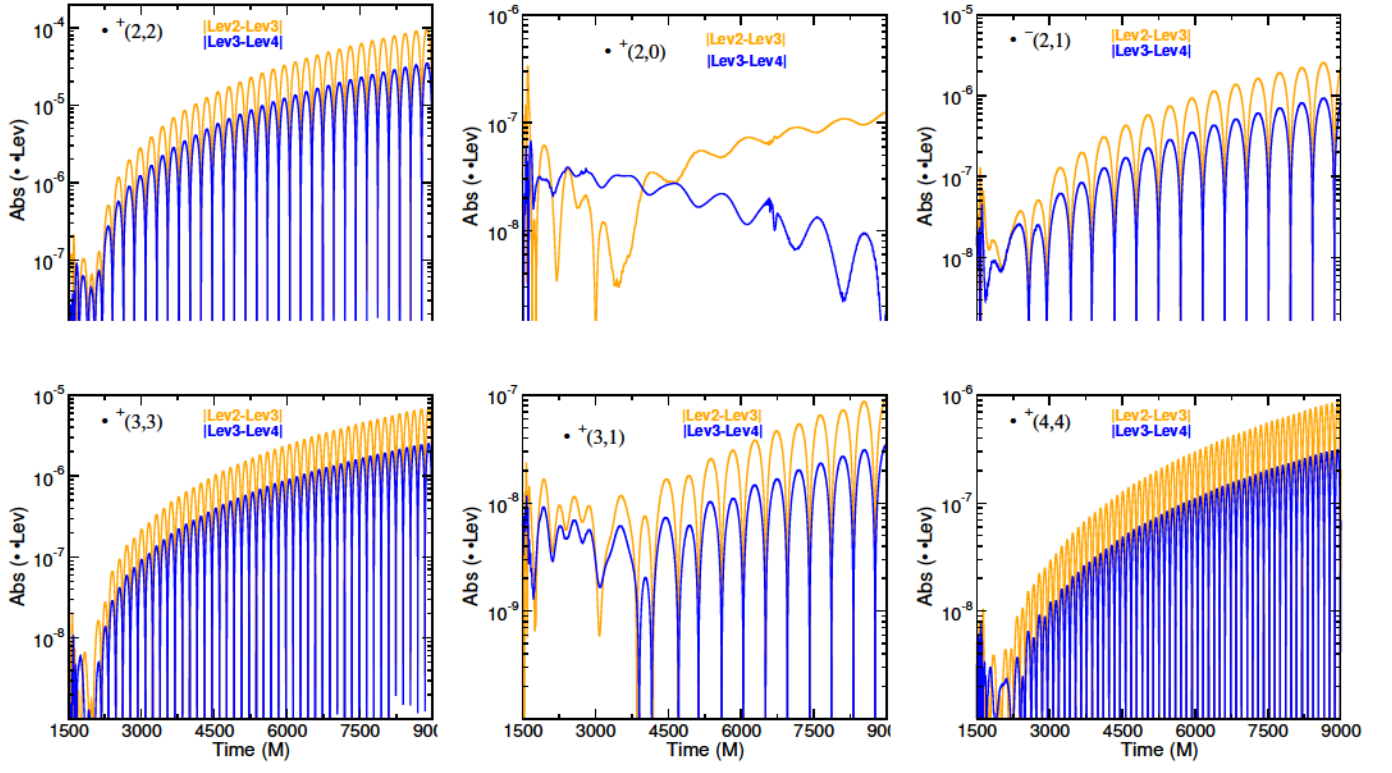 10^-4
10^-5
10^-6
10^-7
Abs (• •Lev)
• ^+(2,2)
|Lev2-Lev3|
|Lev3-Lev4|
10^-6
10^-7
10^-8
Abs (• •Lev)
• ^+(2,0)
|Lev2-Lev3|
|Lev3-Lev4|
10^-5
10^-6
10^-7
10^-8
Abs (• •Lev)
• ^-(2,1)
|Lev2-Lev3|
|Lev3-Lev4|
10^-5
10^-6
10^-7
10^-8
Abs (• •Lev)
• ^+(3,3)
|Lev2-Lev3|
|Lev3-Lev4|
1500 3000 4500 6000 7500 900
Time (M)
10^-7
10^-8
10^-9
Abs (• •Lev)
• ^+(3,1)
|Lev2-Lev3|
|Lev3-Lev4|
1500 3000 4500 6000 7500 900
Time (M)
10^-6
10^-7
10^-8
Abs (• •Lev)
• ^+(4,4)
|Lev2-Lev3|
|Lev3-Lev4|
1500 3000 4500 6000 7500 9000
Time (M)